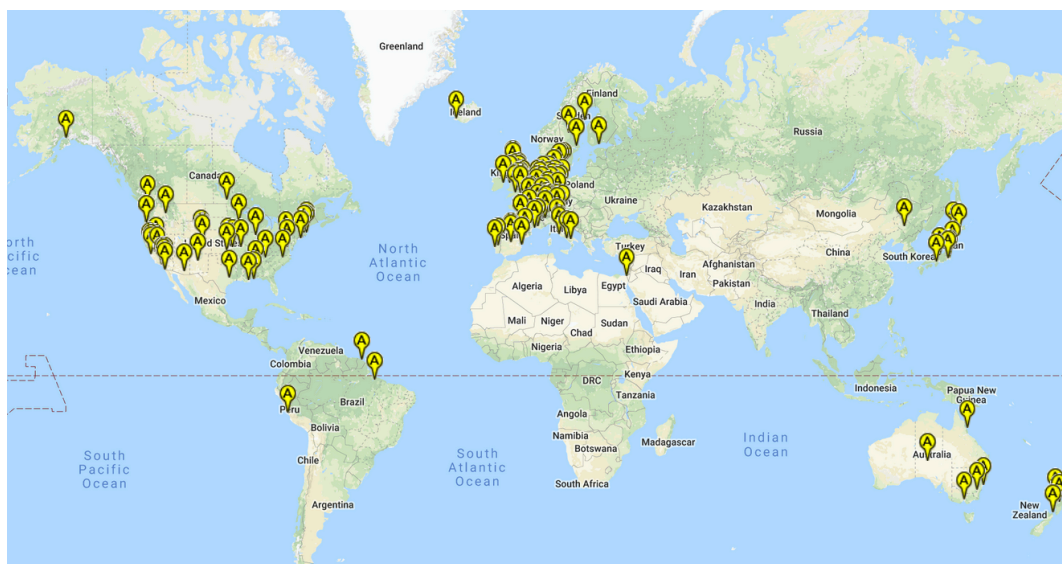 Greenland
Iceland
Finland
Norway
Russia
Canada
Poland
Ukraine
Kazakhstan
Mongolia
North
Atlantic
Ocean
Turkey
Iraq
Iran
Afghanistan
Pakistan
China
South Korea
Mexico
Algeria
Libya
Egypt
Saudi Arabia
India
Thailand
Mali
Niger
Chad
Sudan
Nigeria
Ethiopia
Venezuela
Colombia
DRC
Kenya
Tanzania
Indonesia
Papua New
Guinea
Peru
Brazil
Bolivia
Angola
Namibia
Botswana
Madagascar
Indian
Ocean
South
Pacific
Ocean
Chile
South
Atlantic
Ocean
South Africa
Australia
Argentina
New
Zealand